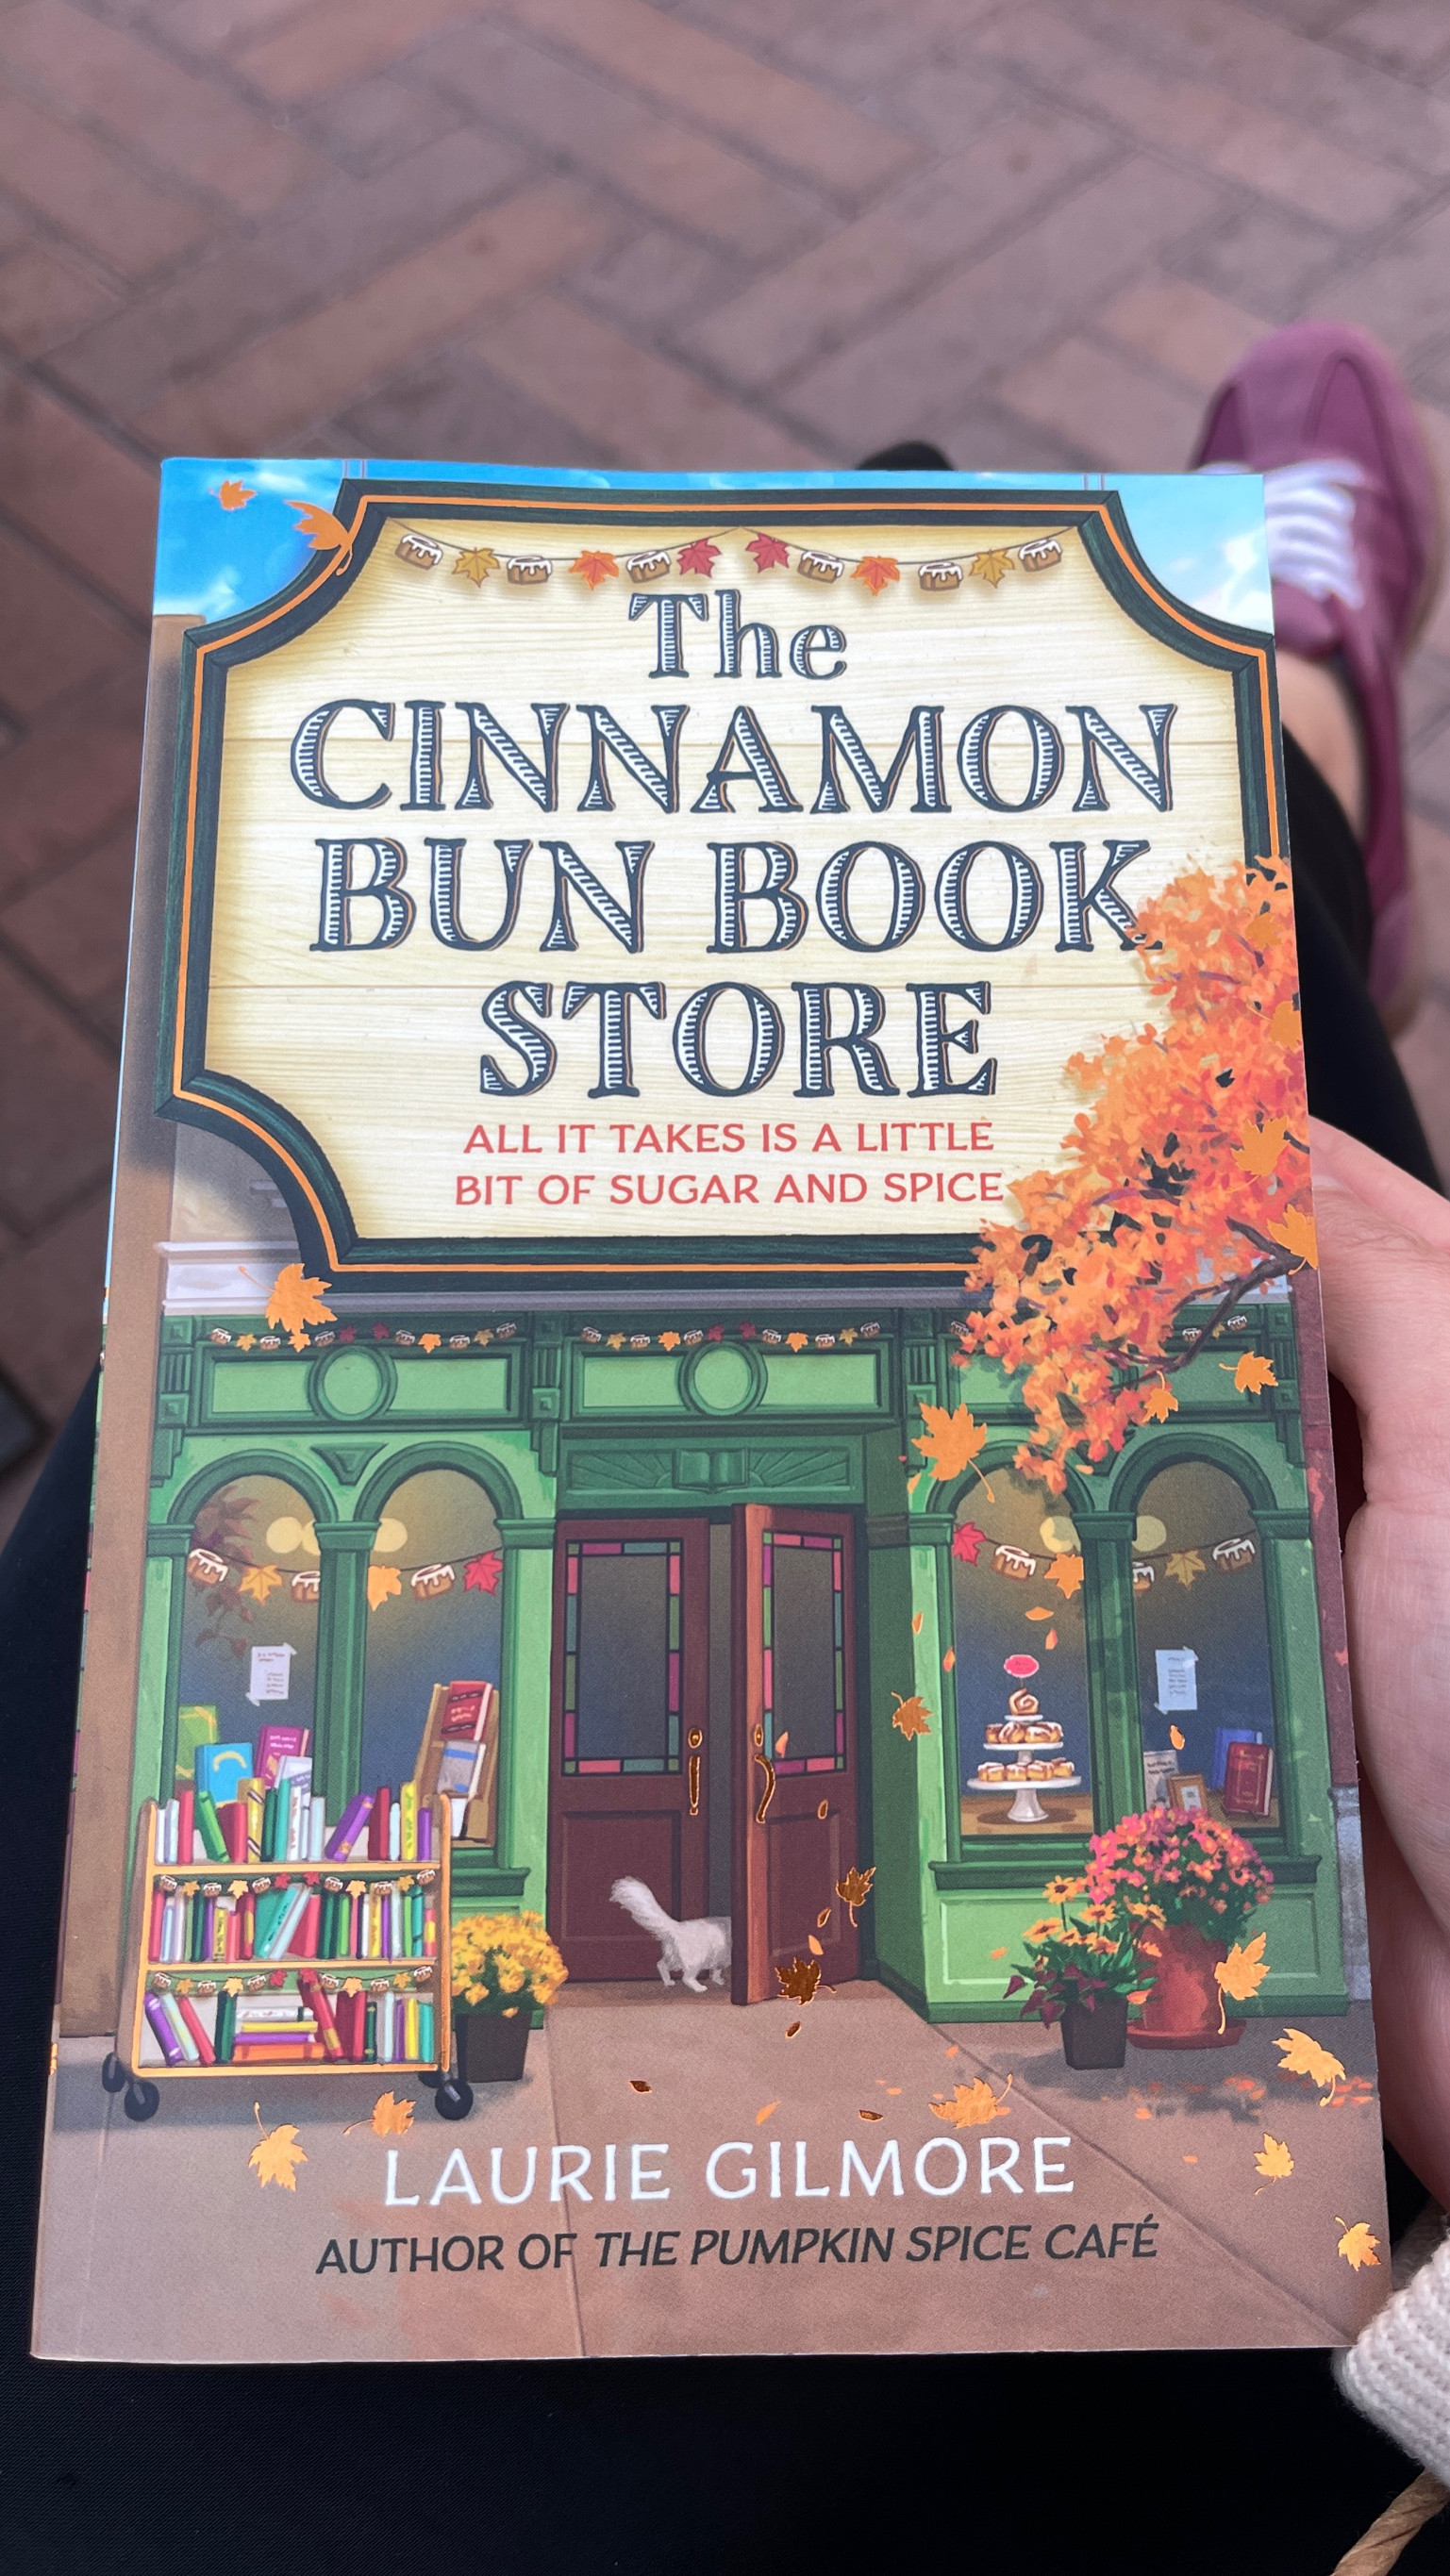 The
CINNAMON
BUN BOOK
STORE
ALL IT TAKES IS A LITTLE
BIT OF SUGAR AND SPICE
LAURIE GILMORE
AUTHOR OF THE PUMPKIN SPICE CAFÉ